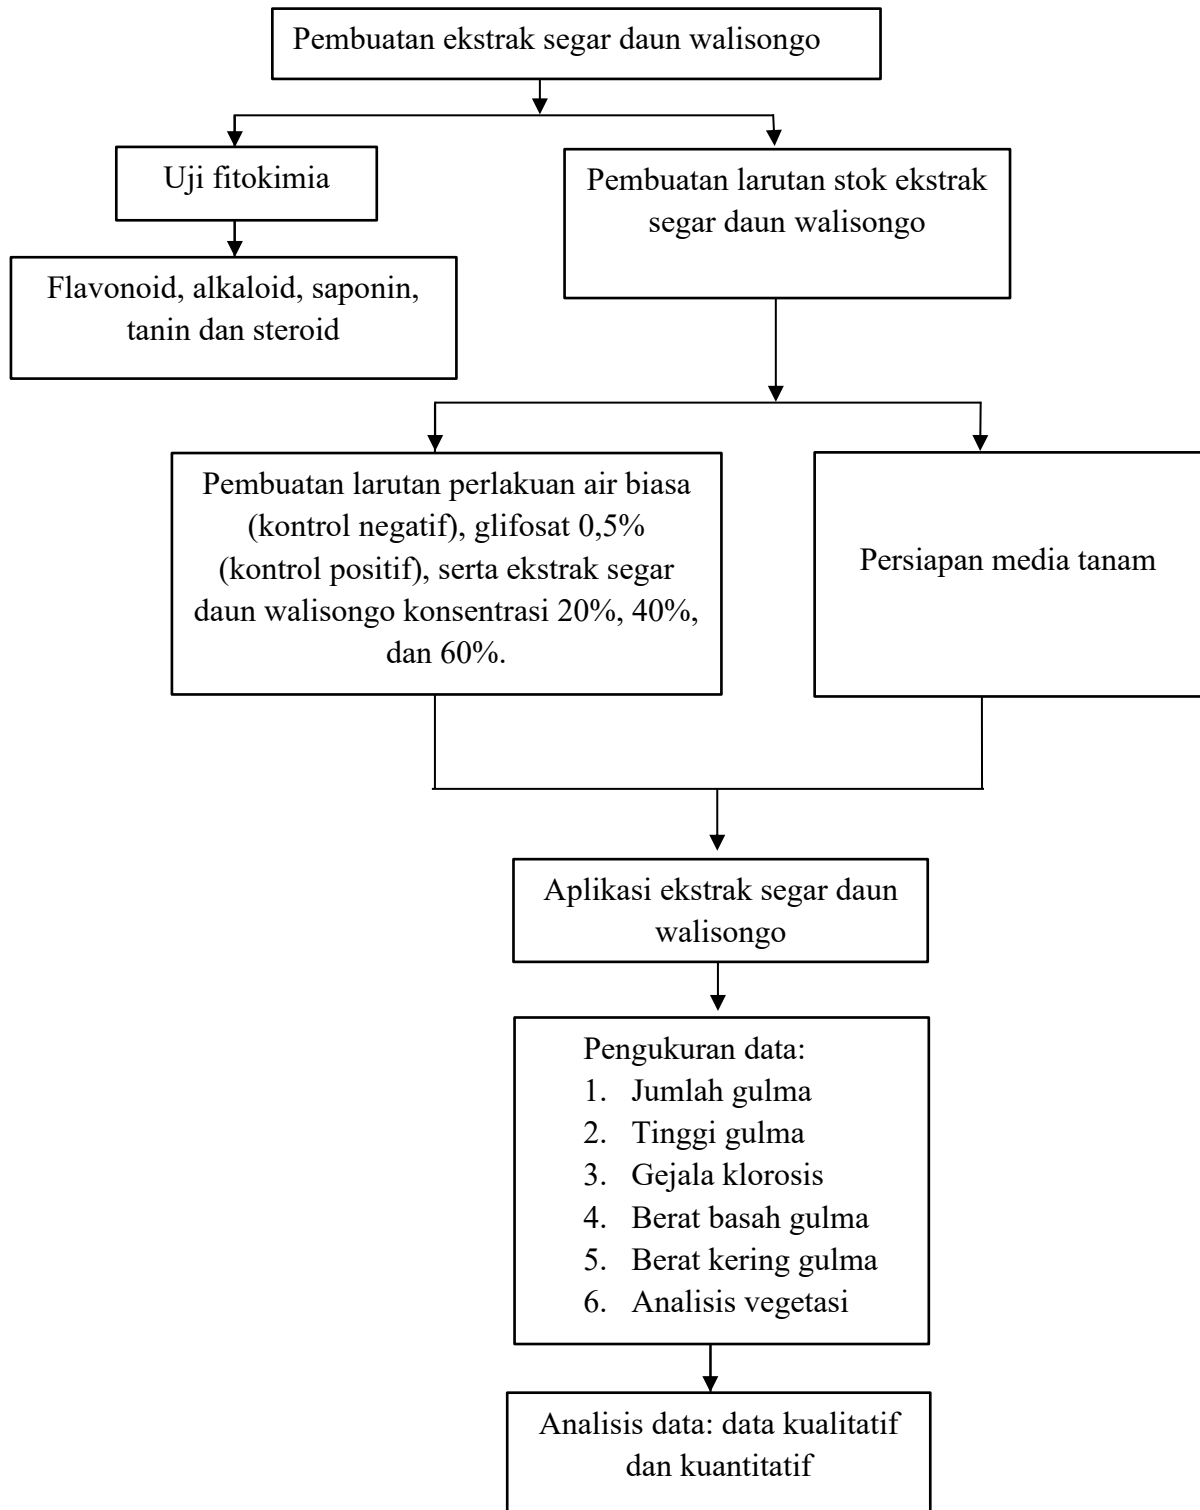 Pembuatan ekstrak segar daun walisongo
Uji fitokimia
Pembuatan larutan stok ekstrak
segar daun walisongo
Flavonoid, alkaloid, saponin,
tanin dan steroid
Pembuatan larutan perlakuan air biasa
(kontrol negatif), glifosat 0,5%
(kontrol positif), serta ekstrak segar
daun walisongo konsentrasi 20%, 40%,
dan 60%.
Persiapan media tanam
Aplikasi ekstrak segar daun
walisongo
Pengukuran data:
1. Jumlah gulma
2. Tinggi gulma
3. Gejala klorosis
4. Berat basah gulma
5. Berat kering gulma
6. Analisis vegetasi
Analisis data: data kualitatif
dan kuantitatif